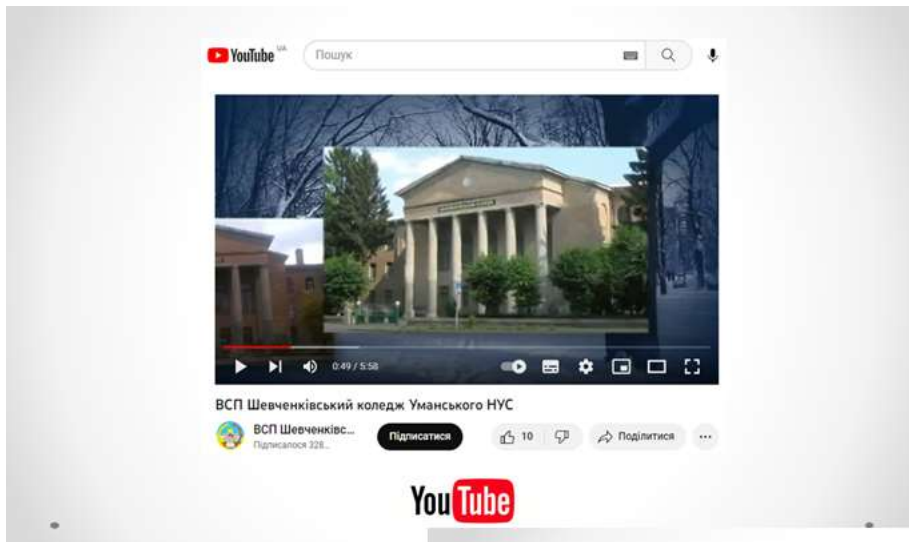 YouTube UA
Пошук
0:49 / 5:58
ВСП Шевченківський коледж Уманського НУС
ВСП Шевченківс...
Підписалося 328...
Підписатися
10
Поділитися
YouTube